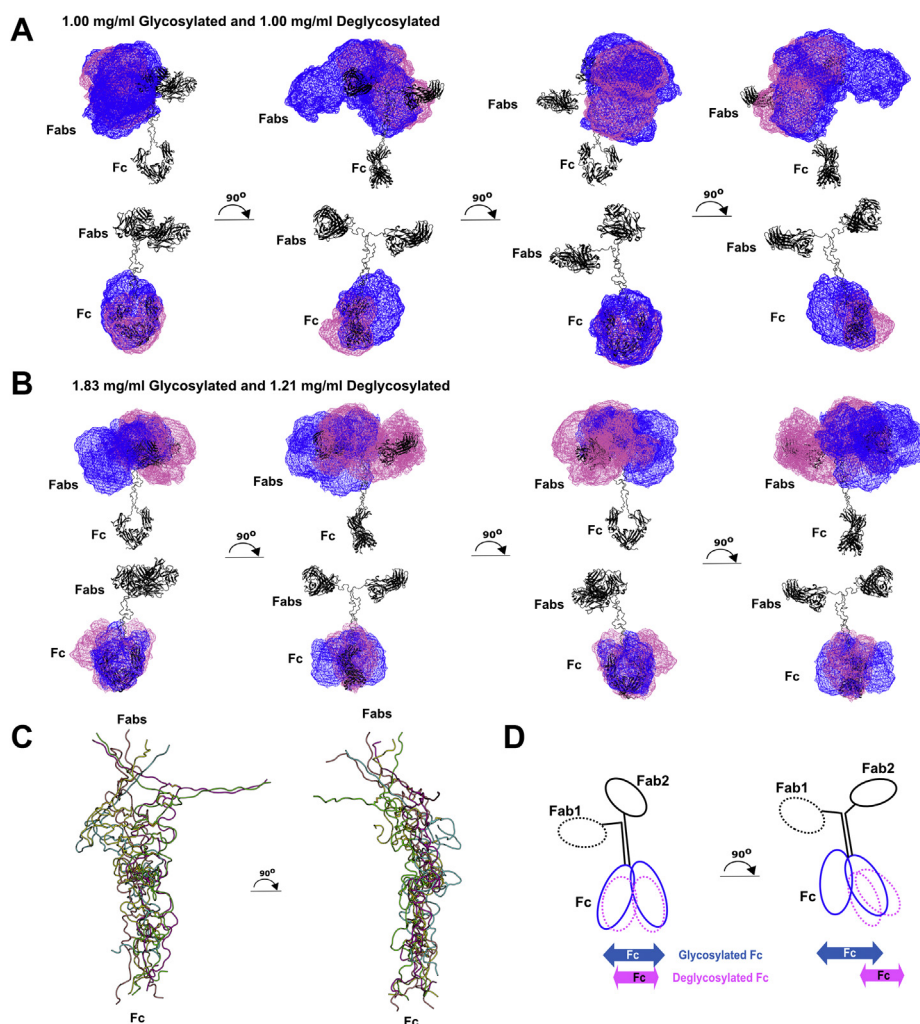 A
1.00 mg/ml Glycosylated and 1.00 mg/ml Deglycosylated
Fabs
Fabs
Fabs
Fc
Fc
Fc
Fc
90o
90o
90o
Fabs
Fabs
Fabs
Fabs
Fc
Fc
Fc
Fc
B
1.83 mg/ml Glycosylated and 1.21 mg/ml Deglycosylated
Fabs
Fabs
Fabs
Fabs
Fc
Fc
Fc
Fc
90o
90o
90o
Fabs
Fabs
Fabs
Fabs
Fc
Fc
Fc
Fc
C
Fabs
Fabs
90o
Fc
Fc
D
Fab2
Fab1
Fc
90o
Fab1
Fab2
Fc
Fc Glycosylated Fc Fc
Fc Deglycosylated Fc Fc